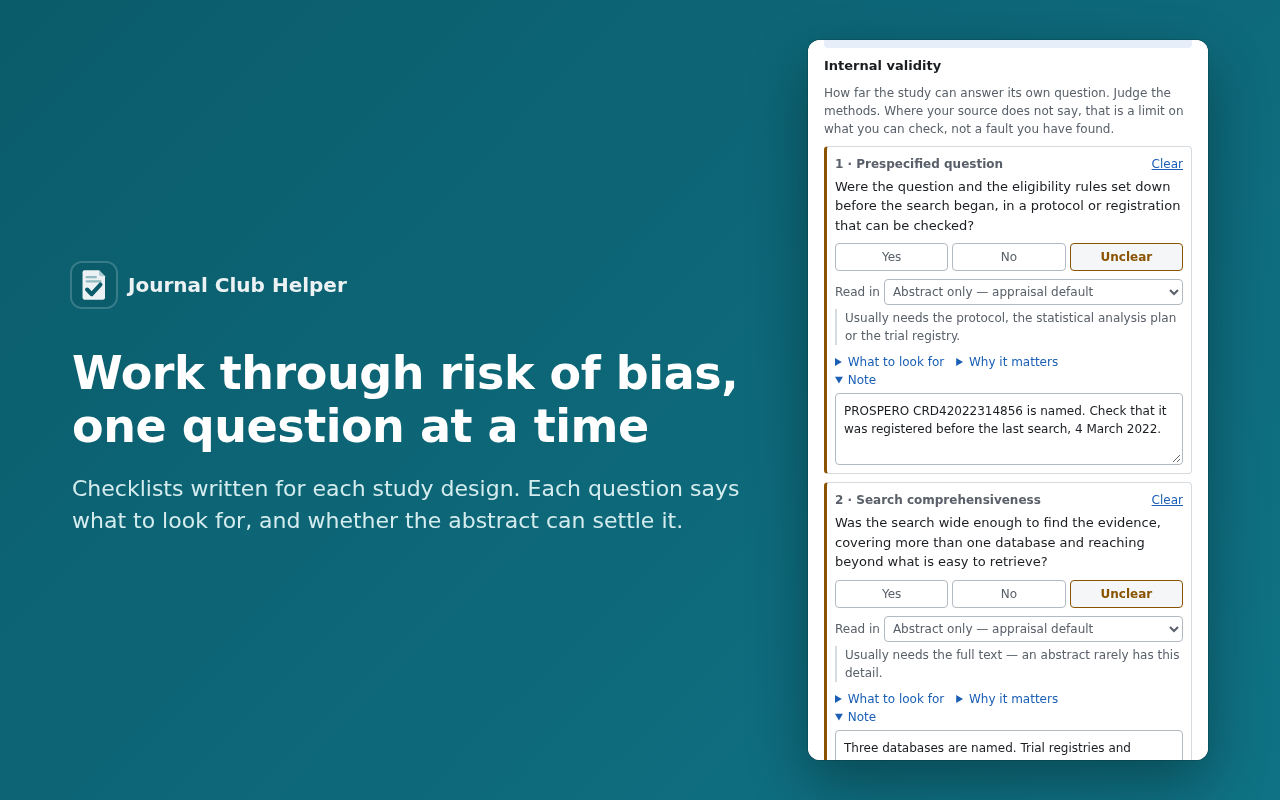 Journal Club Helper
Work through risk of bias,
one question at a time
Checklists written for each study design. Each question says
what to look for, and whether the abstract can settle it.
Internal validity
How far the study can answer its own question. Judge the
methods. Where your source does not say, that is a limit on
what you can check, not a fault you have found.
1 · Prespecified question Clear
Were the question and the eligibility rules set down
before the search began, in a protocol or registration
that can be checked?
Yes No Unclear
Read in Abstract only — appraisal default
Usually needs the protocol, the statistical analysis plan
or the trial registry.
What to look for Why it matters
Note
PROSPERO CRD42022314856 is named. Check that it
was registered before the last search, 4 March 2022.
2 · Search comprehensiveness Clear
Was the search wide enough to find the evidence,
covering more than one database and reaching
beyond what is easy to retrieve?
Yes No Unclear
Read in Abstract only — appraisal default
Usually needs the full text — an abstract rarely has this
detail.
What to look for Why it matters
Note
Three databases are named. Trial registries and